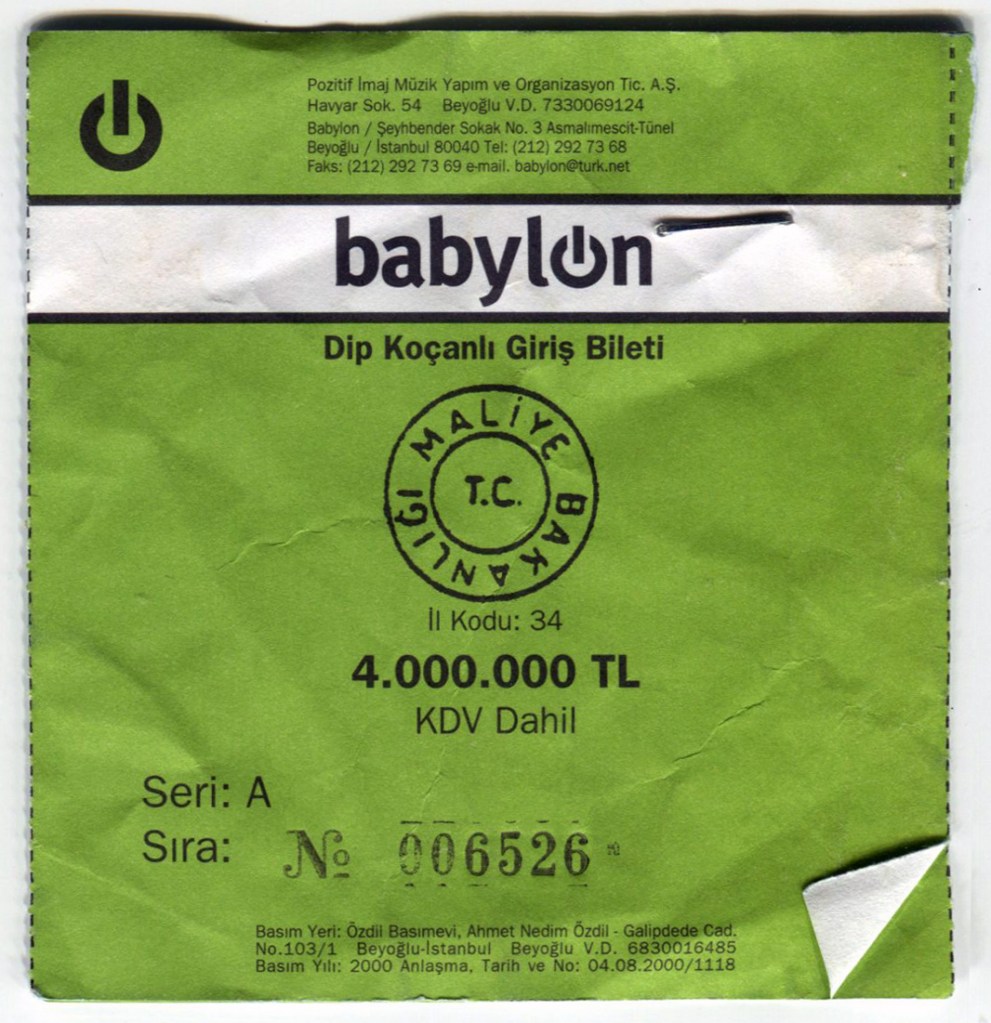 Pozitif İmaj Müzik Yapım ve Organizasyon Tic. A.Ş.
Havyar Sok. 54 Beyoğlu V.D. 7330069124
Babylon / Şeyhbender Sokak No. 3 Asmalımescit-Tünel
Beyoğlu / İstanbul 80040 Tel: (212) 292 73 68
Faks: (212) 292 73 69 e-mail. babylon@turk.net
babylon
Dip Koçanlı Giriş Bileti
MALİYE BAKANLIĞI
T.C.
İl Kodu: 34
4.000.000 TL
KDV Dahil
Seri: A
Sıra: № 006526
Basım Yeri: Özdil Basımevi, Ahmet Nedim Özdil - Galipdede Cad.
No.103/1 Beyoğlu-İstanbul Beyoğlu V.D. 6830016485
Basım Yılı: 2000 Anlaşma, Tarih ve No: 04.08.2000/1118